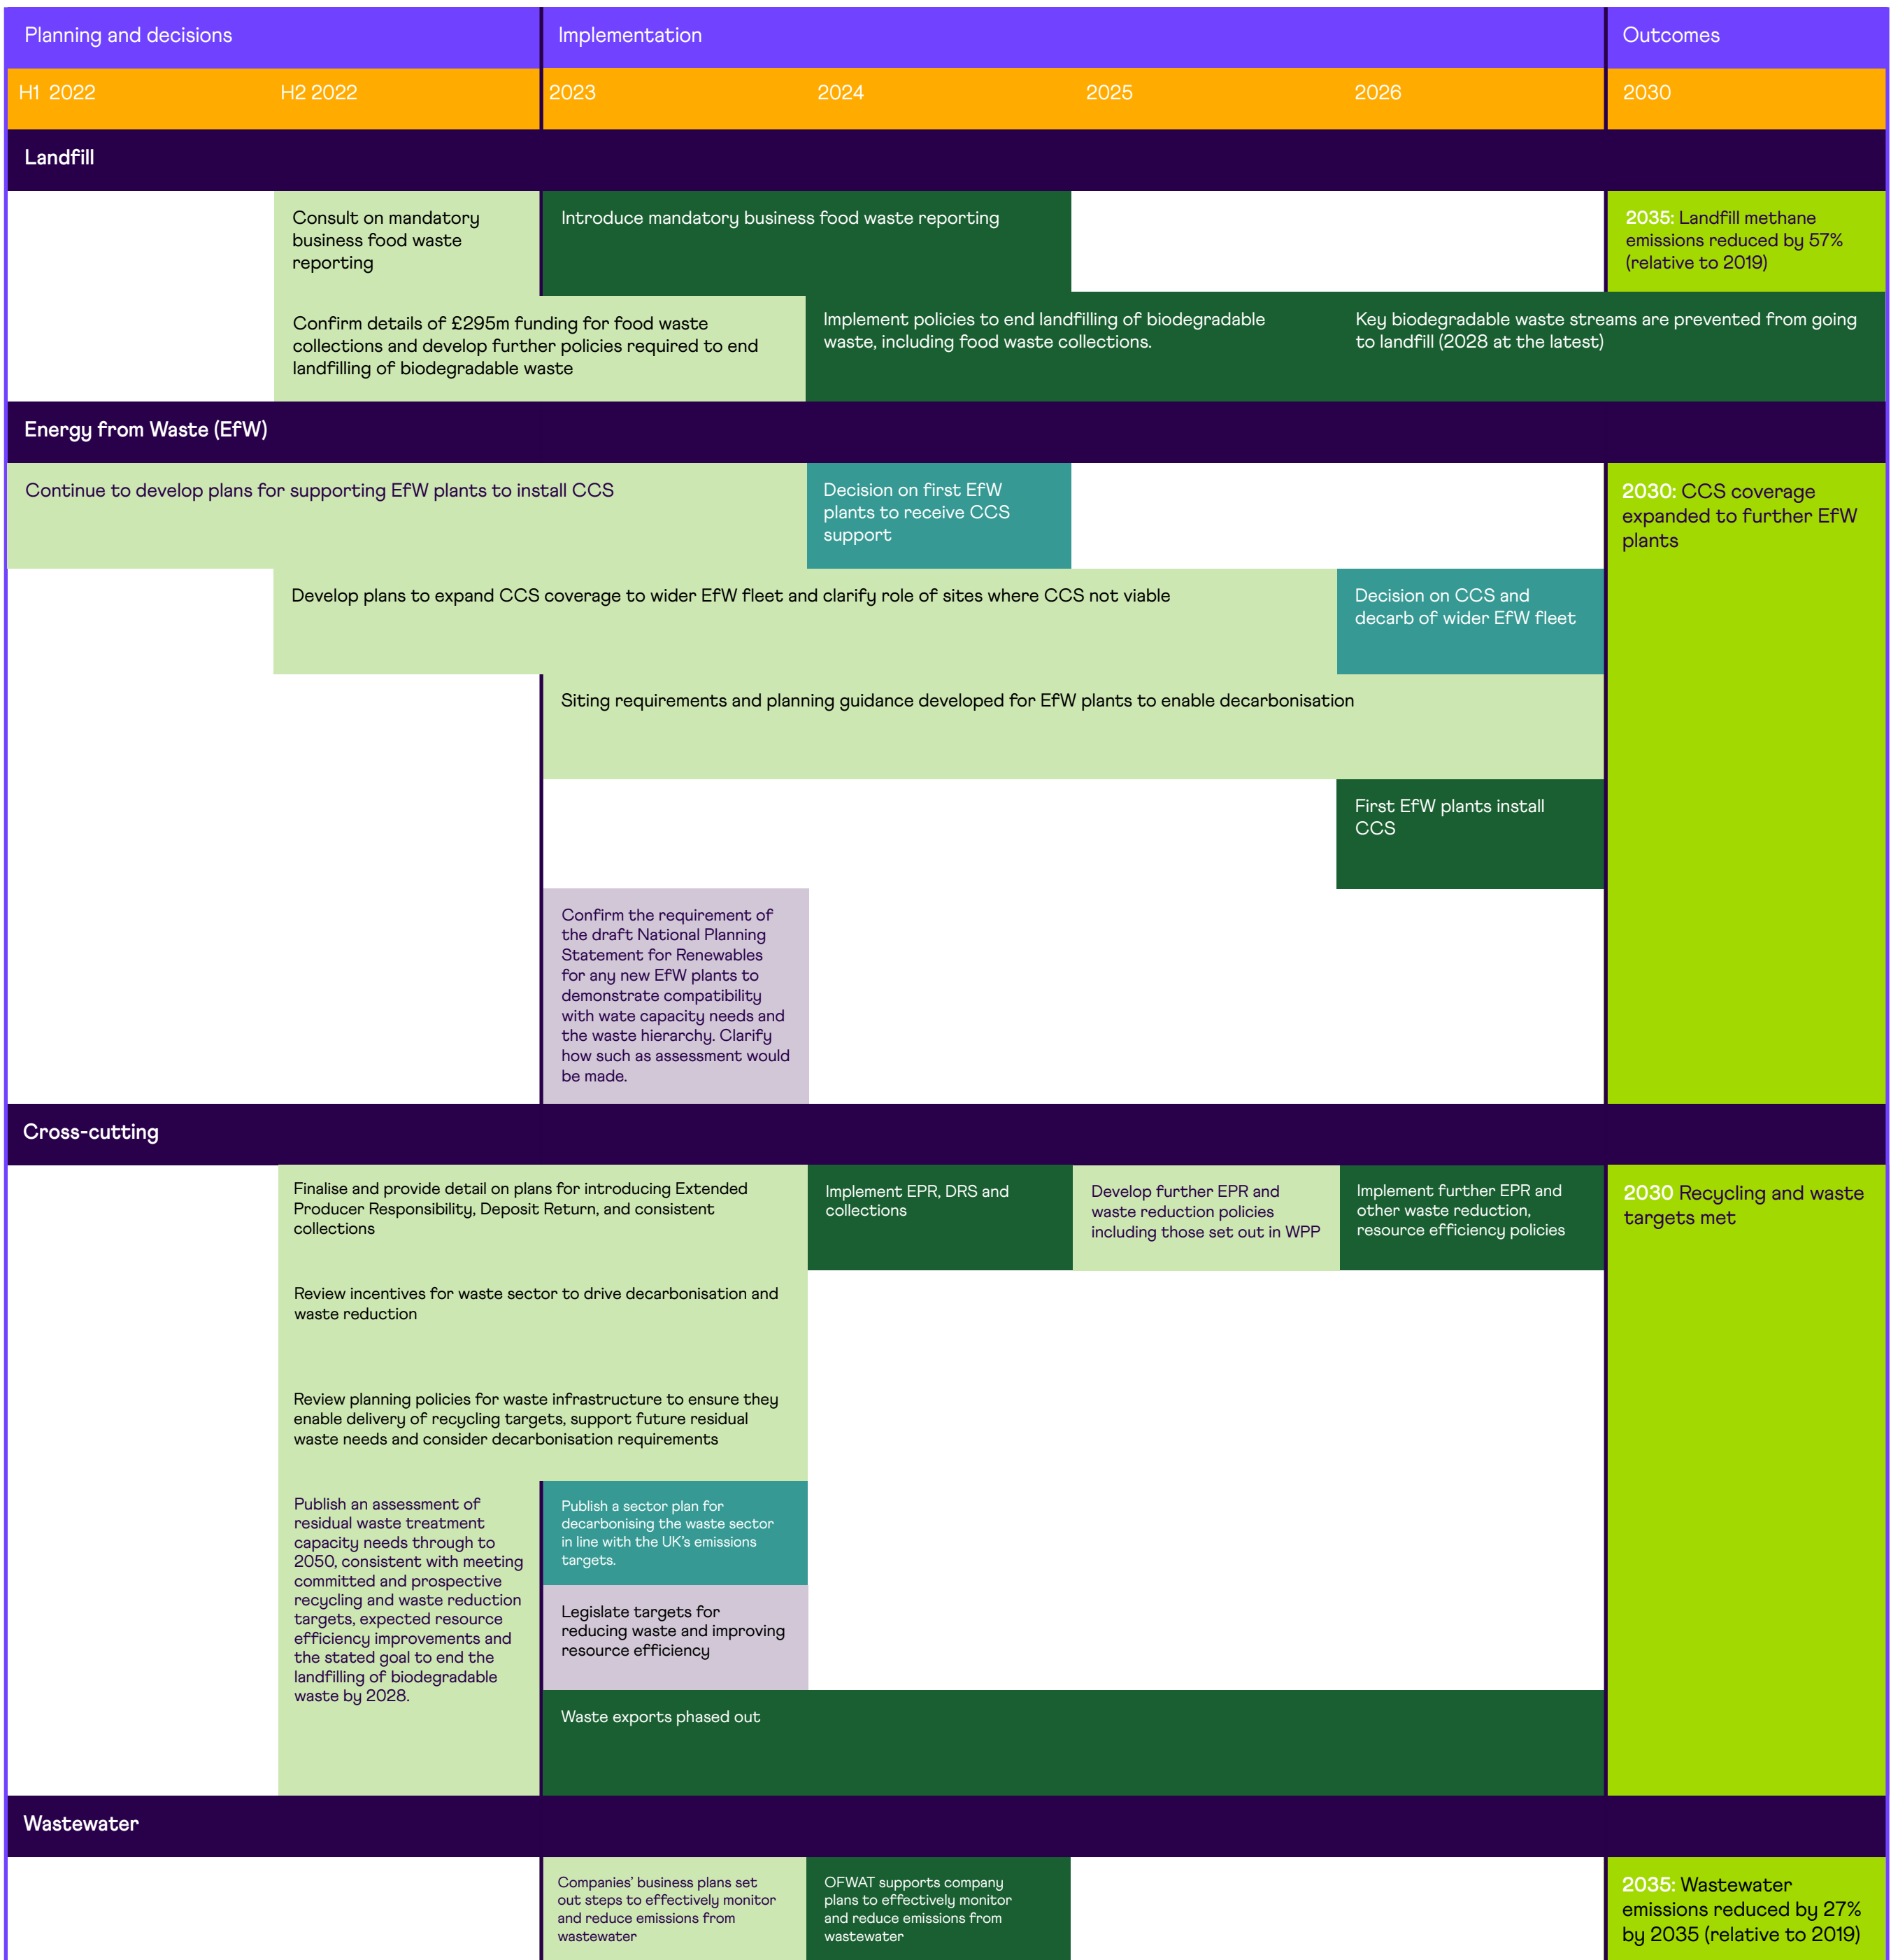 Planning and decisions
Implementation
Outcomes
H1 2022
H2 2022
2023
2024
2025
2026
2030
Landfill
Consult on mandatory
business food waste
reporting
Introduce mandatory business food waste reporting
2035: Landfill methane
emissions reduced by 57%
(relative to 2019)
Confirm details of £295m funding for food waste
collections and develop further policies required to end
landfilling of biodegradable waste
Implement policies to end landfilling of biodegradable
waste, including food waste collections.
Key biodegradable waste streams are prevented from going
to landfill (2028 at the latest)
Energy from Waste (EfW)
Continue to develop plans for supporting EfW plants to install CCS
Decision on first EfW
plants to receive CCS
support
2030: CCS coverage
expanded to further EfW
plants
Develop plans to expand CCS coverage to wider EfW fleet and clarify role of sites where CCS not viable
Decision on CCS and
decarb of wider EfW fleet
Siting requirements and planning guidance developed for EfW plants to enable decarbonisation
First EfW plants install
CCS
Confirm the requirement of
the draft National Planning
Statement for Renewables
for any new EfW plants to
demonstrate compatibility
with wate capacity needs and
the waste hierarchy. Clarify
how such as assessment would
be made.
Cross-cutting
Finalise and provide detail on plans for introducing Extended
Producer Responsibility, Deposit Return, and consistent
collections
Implement EPR, DRS and
collections
Develop further EPR and
waste reduction policies
including those set out in WPP
Implement further EPR and
other waste reduction,
resource efficiency policies
2030 Recycling and waste
targets met
Review incentives for waste sector to drive decarbonisation and
waste reduction
Review planning policies for waste infrastructure to ensure they
enable delivery of recycling targets, support future residual
waste needs and consider decarbonisation requirements
Publish an assessment of
residual waste treatment
capacity needs through to
2050, consistent with meeting
committed and prospective
recycling and waste reduction
targets, expected resource
efficiency improvements and
the stated goal to end the
landfilling of biodegradable
waste by 2028.
Publish a sector plan for
decarbonising the waste sector
in line with the UK's emissions
targets.
Legislate targets for
reducing waste and improving
resource efficiency
Waste exports phased out
Wastewater
Companies' business plans set
out steps to effectively monitor
and reduce emissions from
wastewater
OFWAT supports company
plans to effectively monitor
and reduce emissions from
wastewater
2035: Wastewater
emissions reduced by 27%
by 2035 (relative to 2019)